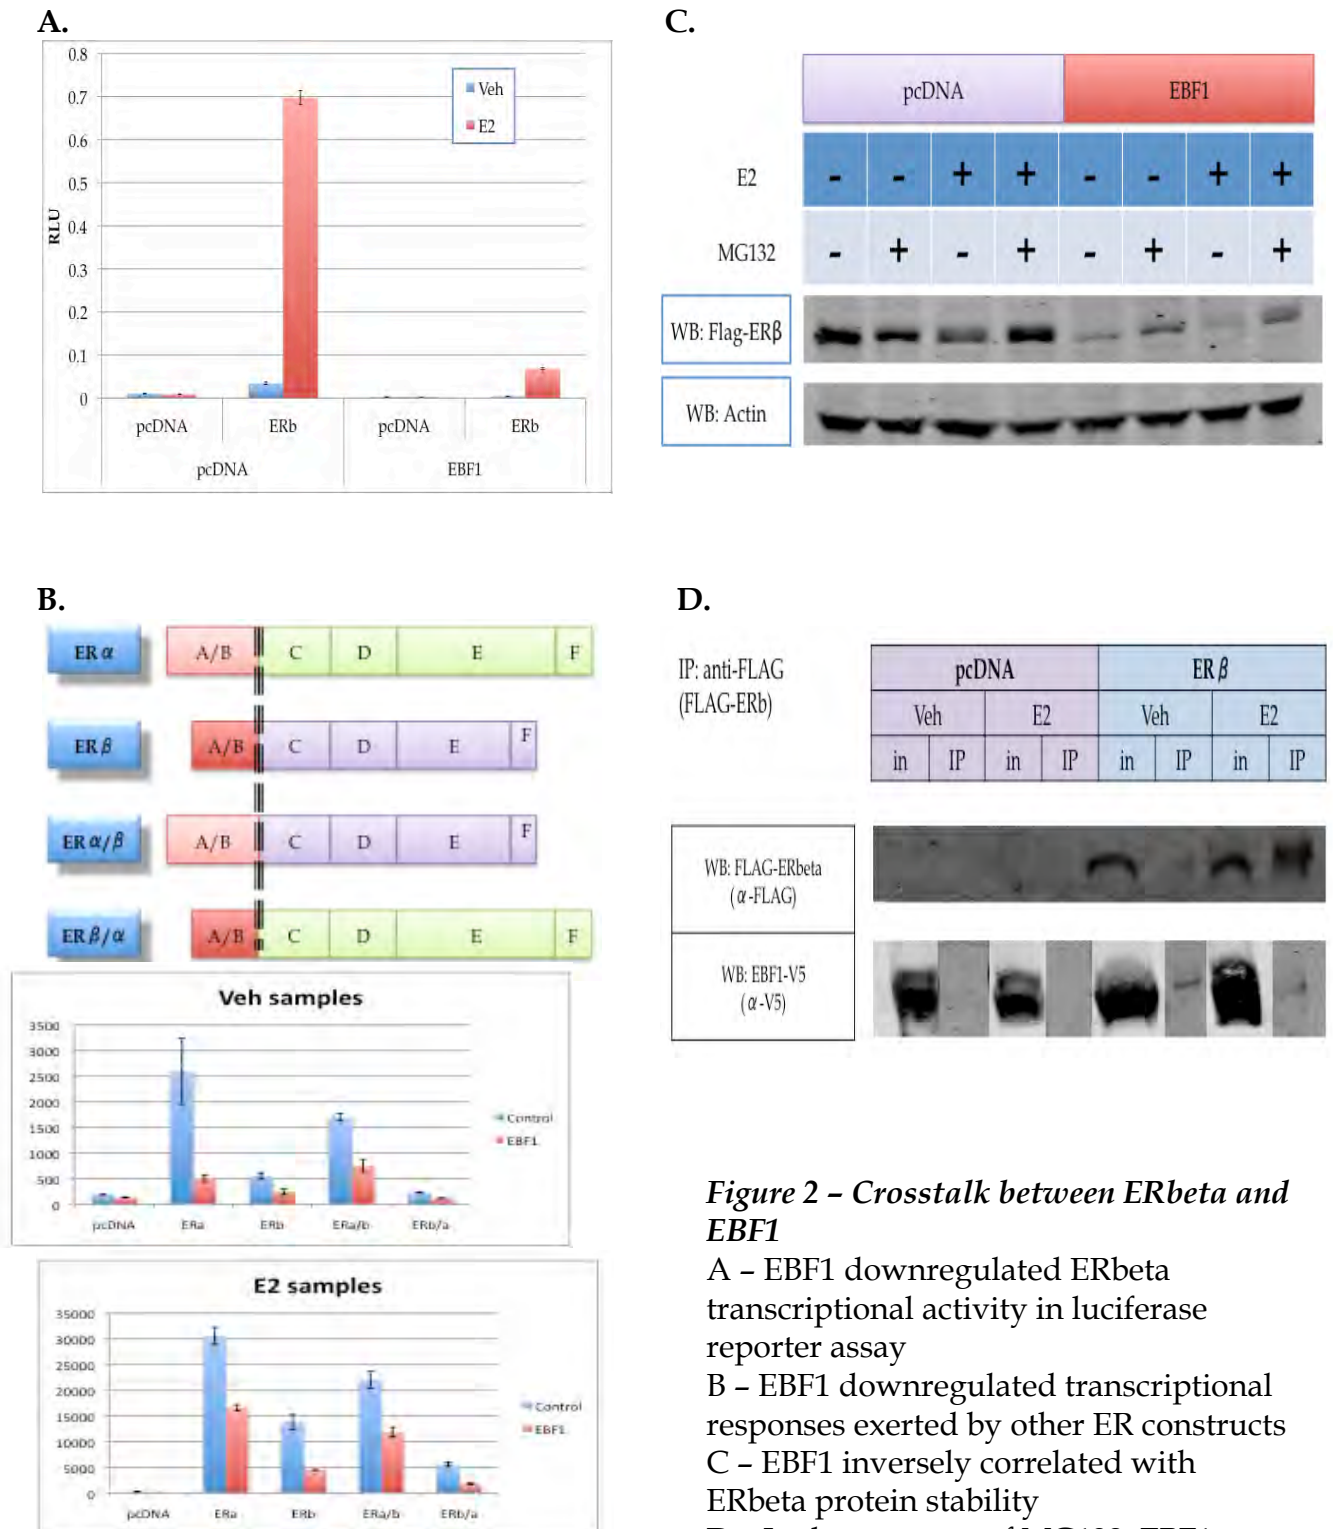 A.
0.8
0.7
0.6
0.5
0.4
0.3
0.2
0.1
0
RLU
Veh
E2
pcDNA ERb pcDNA ERb
pcDNA EBF1
C.
pcDNA EBF1
E2 - - + + - - + +
MG132 - + - + - + - +
WB: Flag-ERβ
WB: Actin
B.
ERα A/B C D E F
ERβ A/B C D E F
ERα/β A/B C D E F
ERβ/α A/B C D E F
Veh samples
3500
3000
2500
2000
1500
1000
500
0
pcDNA ERa ERb ERa/b ERb/a
Control
EBF1
E2 samples
35000
30000
25000
20000
15000
10000
5000
0
pcDNA ERa ERb ERa/b ERb/a
Control
EBF1
D.
IP: anti-FLAG
(FLAG-ERb)
pcDNA ERβ
Veh E2 Veh E2
in IP in IP in IP in IP
WB: FLAG-ERbeta
(α-FLAG)
WB: EBF1-V5
(α-V5)
Figure 2 – Crosstalk between ERbeta and
EBF1
A – EBF1 downregulated ERbeta
transcriptional activity in luciferase
reporter assay
B – EBF1 downregulated transcriptional
responses exerted by other ER constructs
C – EBF1 inversely correlated with
ERbeta protein stability